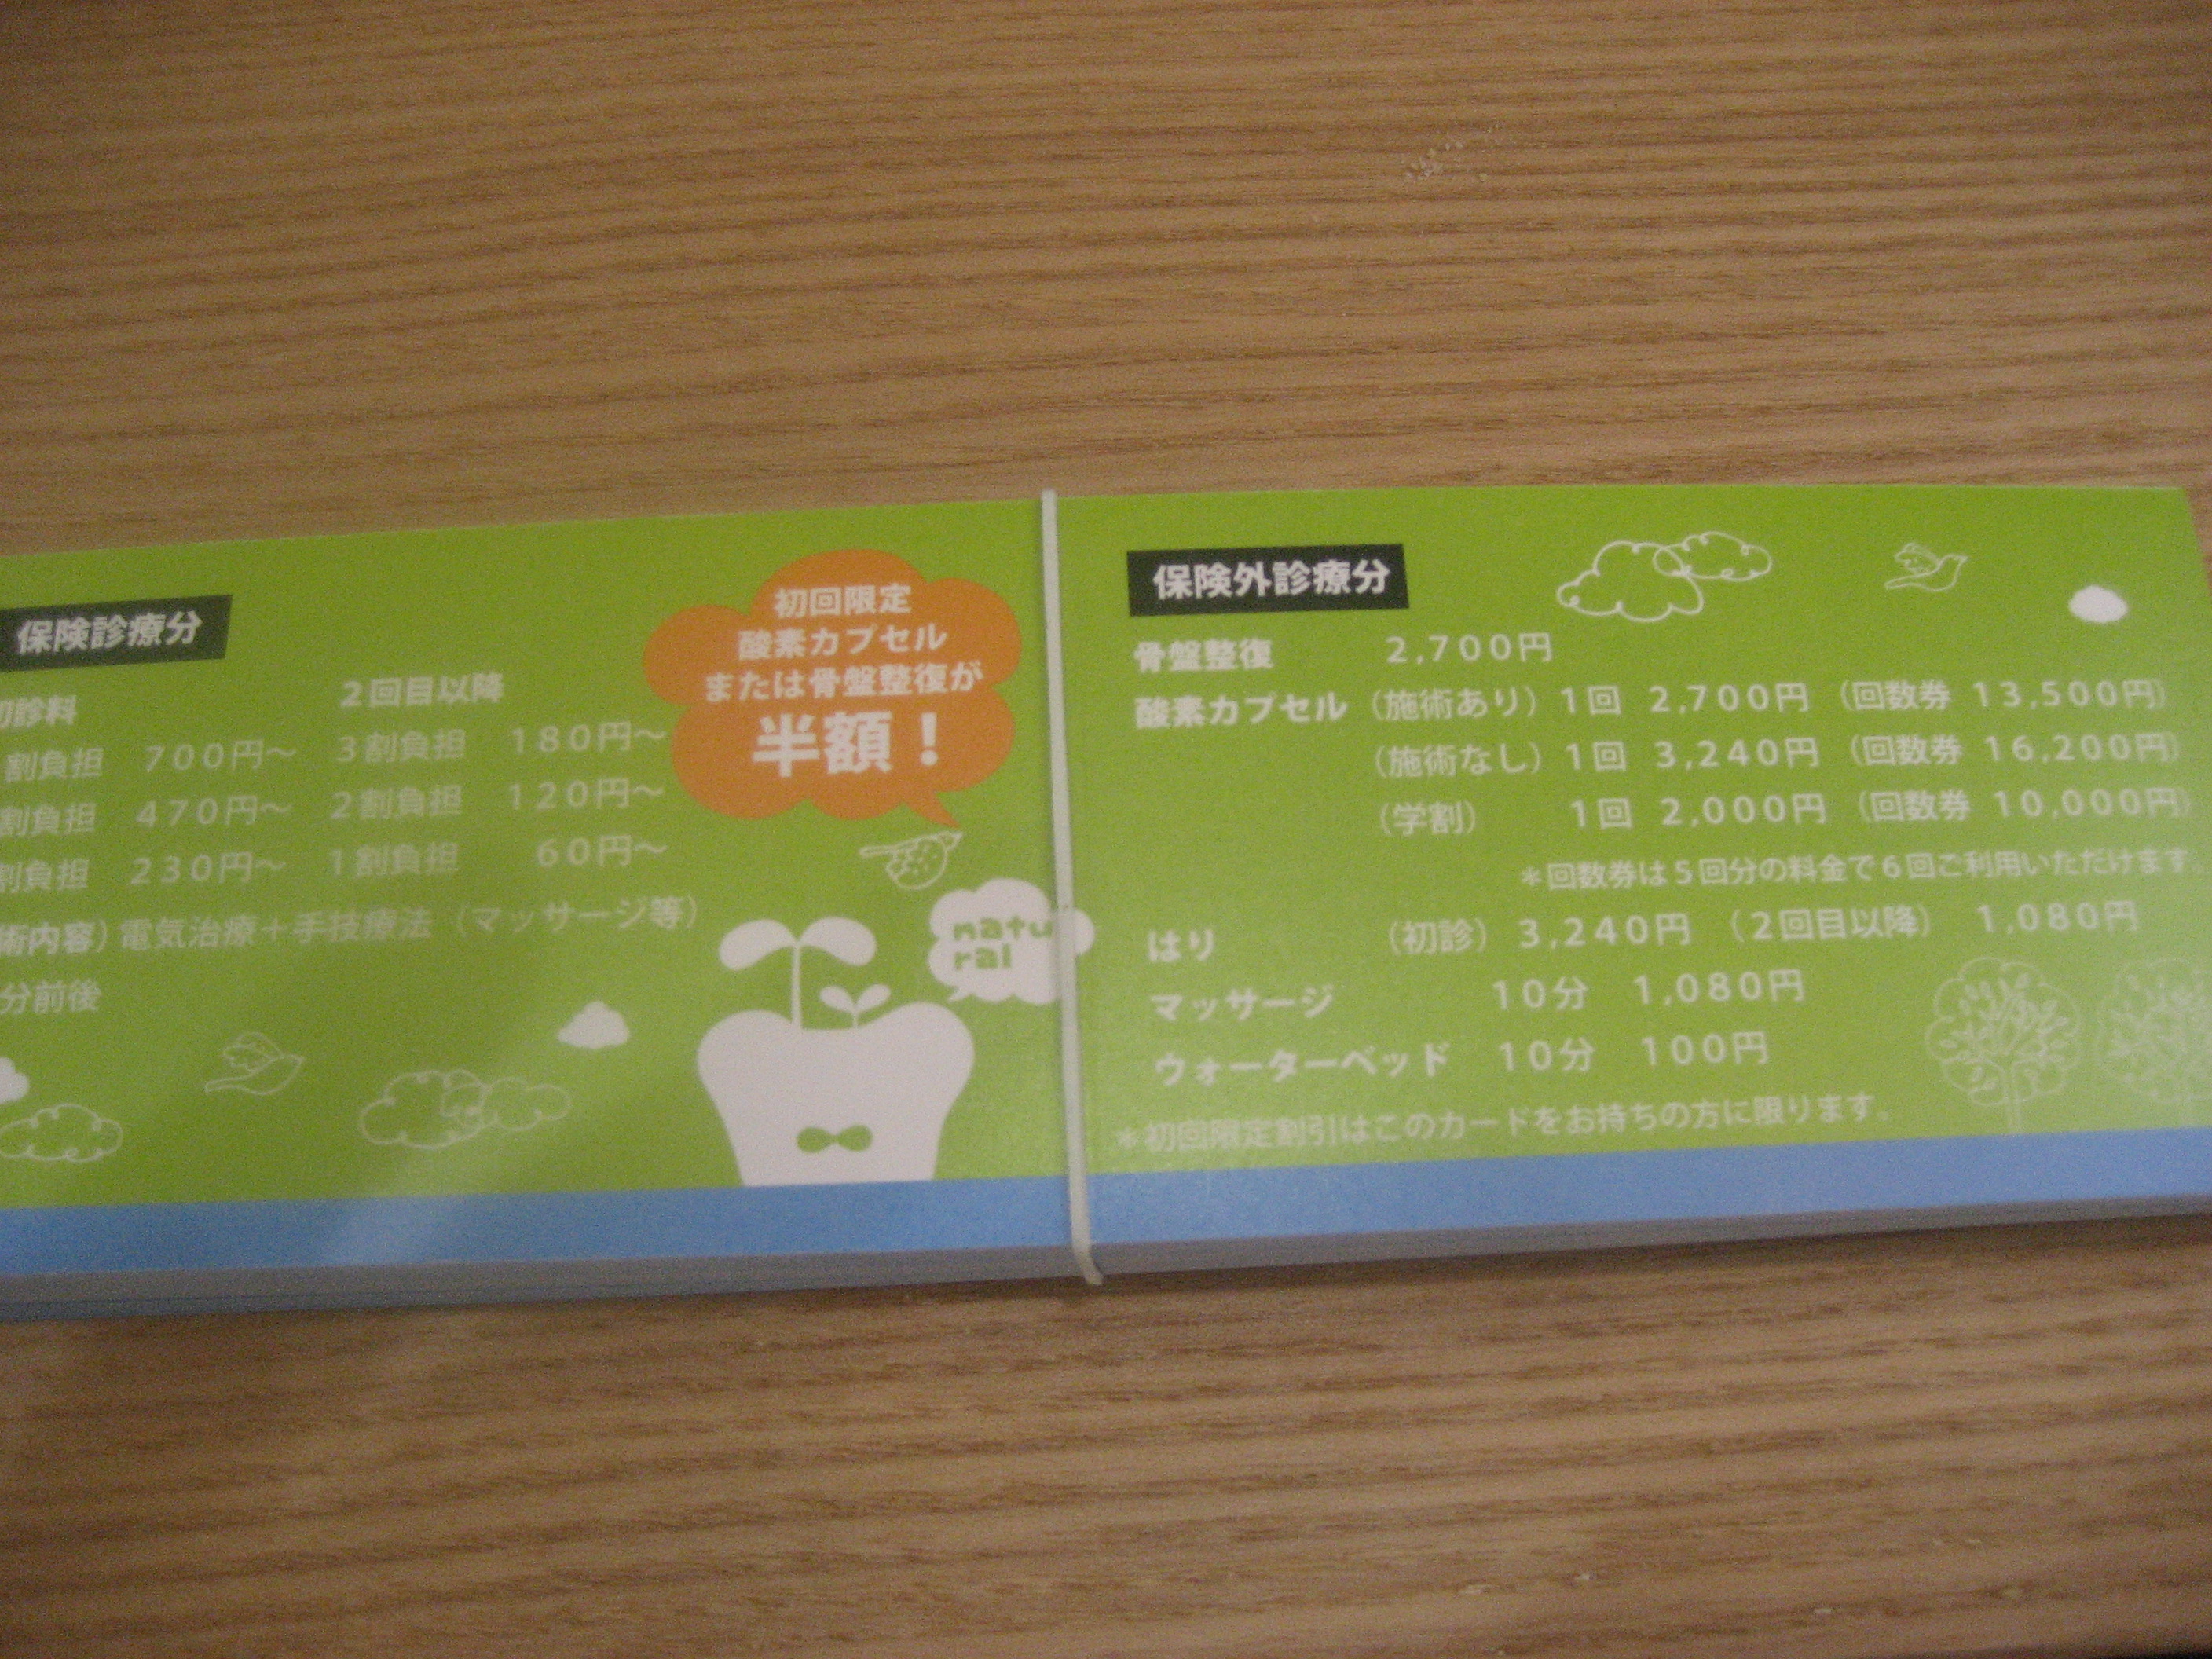 保険診療分
診料　２回目以降
割負担　７００円〜　３割負担　１８０円〜
割負担　４７０円〜　２割負担　１２０円〜
割負担　２３０円〜　１割負担　６０円〜
術内容）電気治療＋手技療法（マッサージ等）
分前後
初回限定
酸素カプセル
または骨盤整復が
半額！
natu
ral
保険外診療分
骨盤整復　２,７００円
酸素カプセル（施術あり）１回　２,７００円（回数券　１３,５００円）
（施術なし）１回　３,２４０円（回数券　１６,２００円）
（学割）　１回　２,０００円（回数券　１０,０００円）
＊回数券は５回分の料金で６回ご利用いただけます。
はり　（初診）３,２４０円　（２回目以降）　１,０８０円
マッサージ　１０分　１,０８０円
ウォーターベッド　１０分　１００円
＊初回限定割引はこのカードをお持ちの方に限ります。